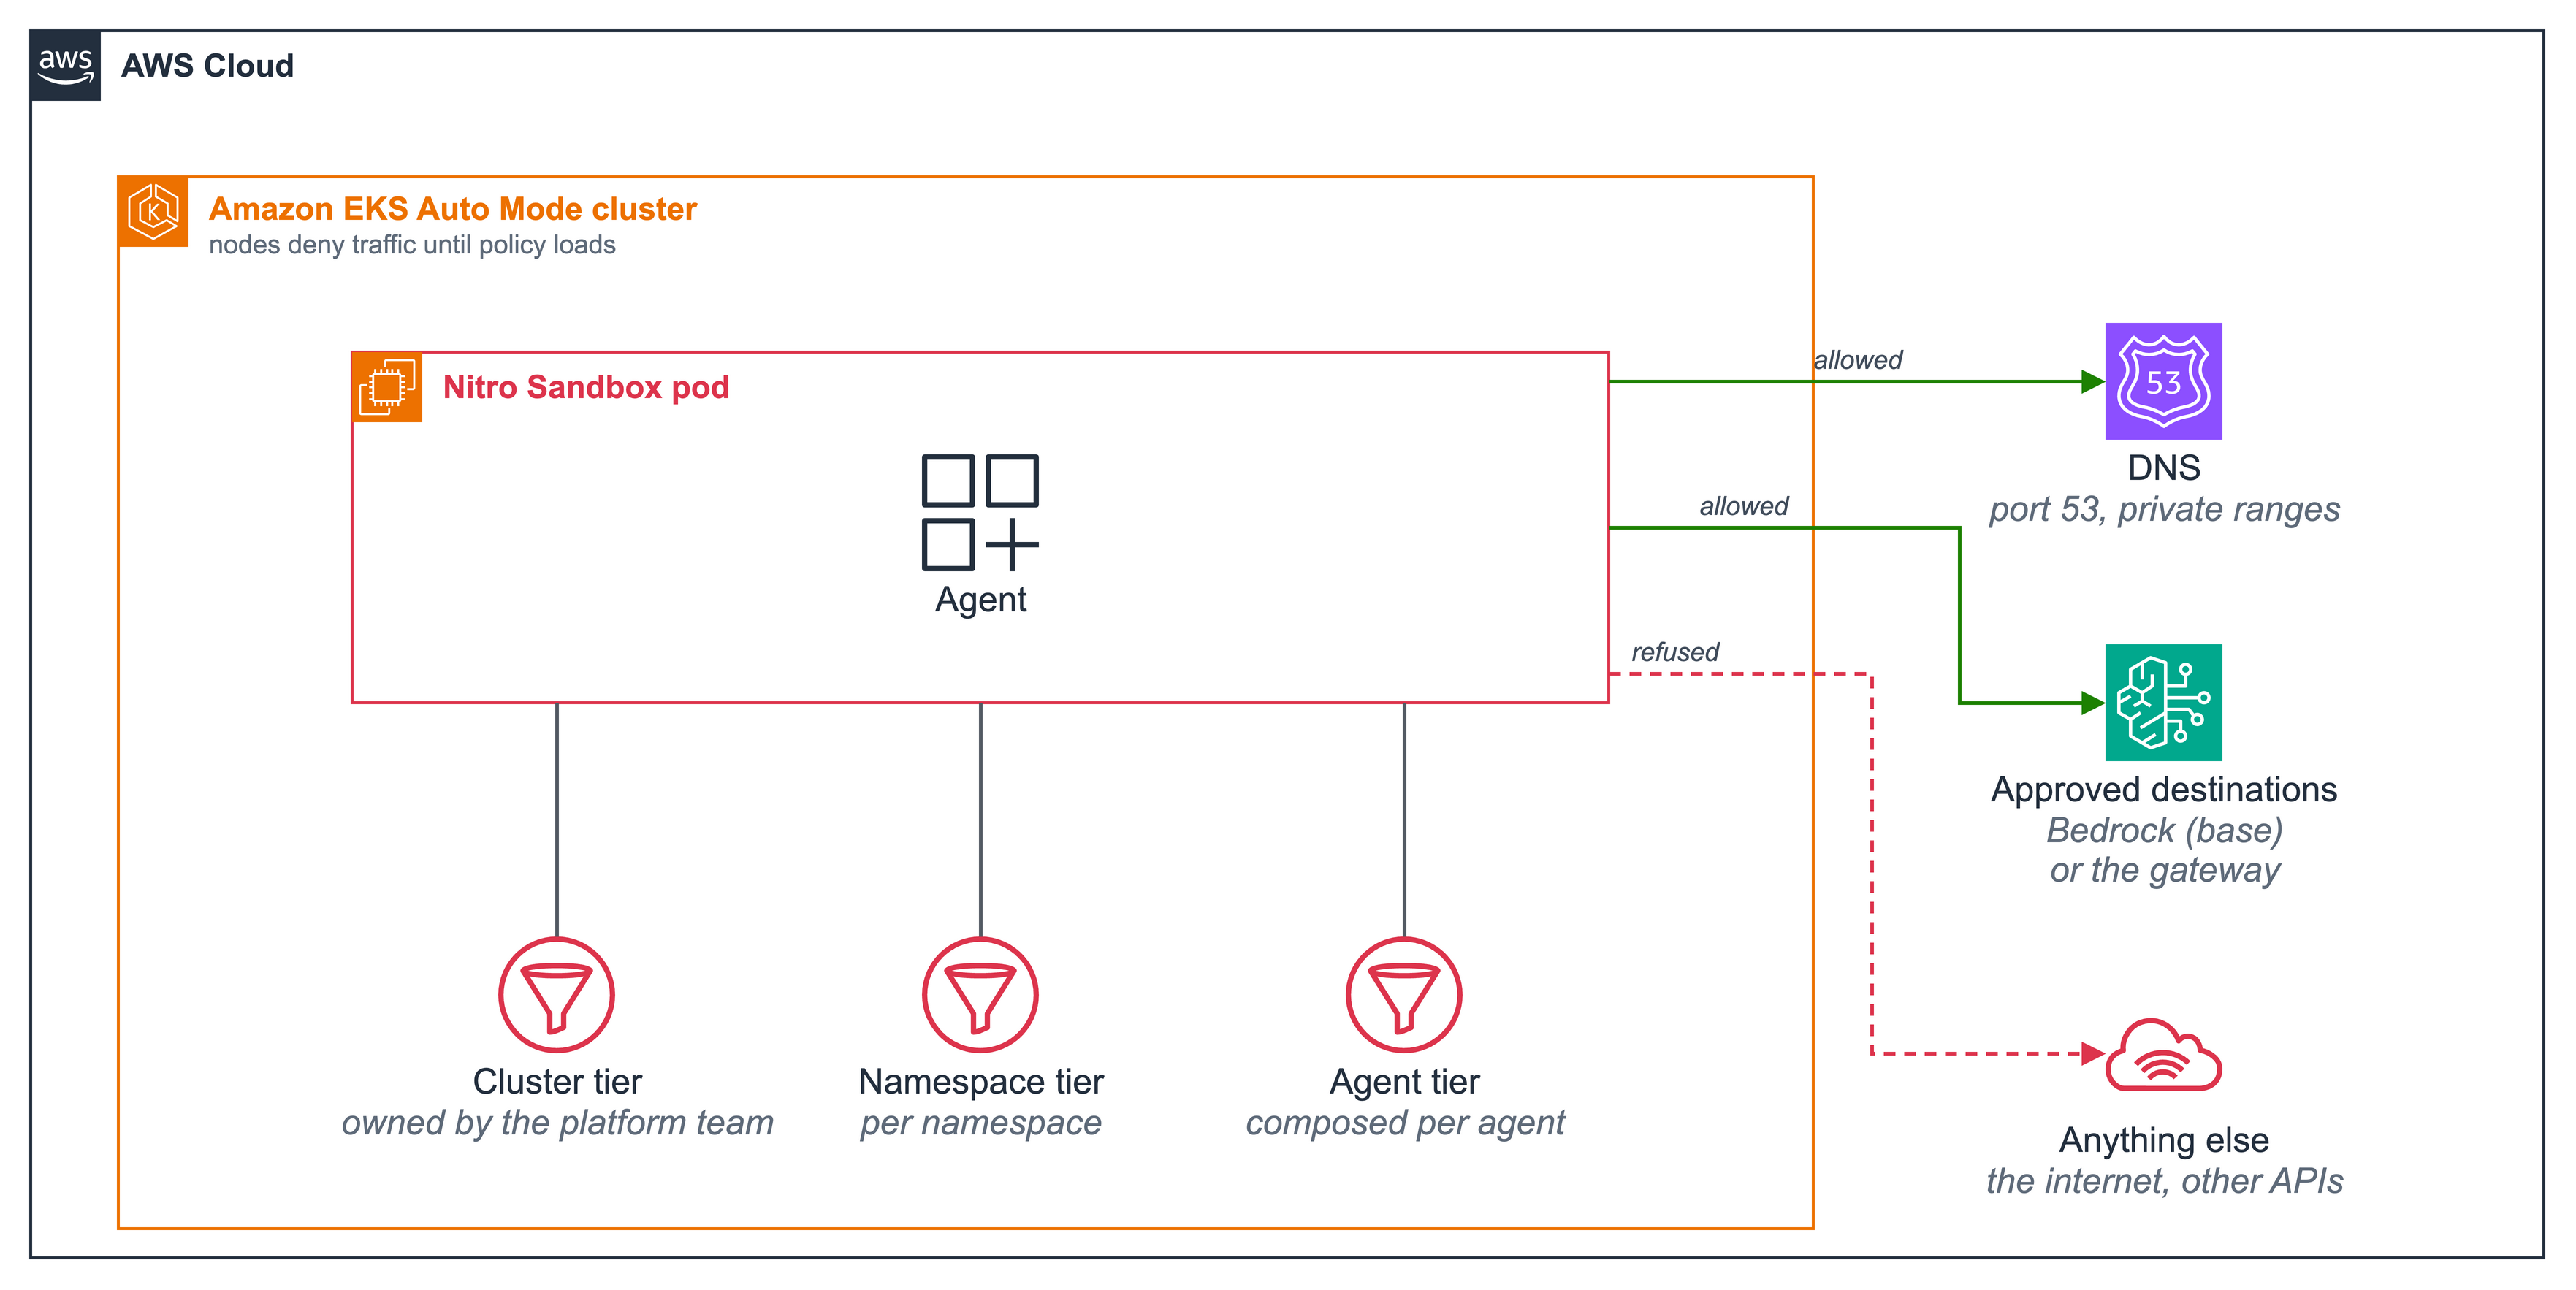 aws
AWS Cloud
Amazon EKS Auto Mode cluster
nodes deny traffic until policy loads
K
Nitro Sandbox pod
Agent
allowed
53
DNS
port 53, private ranges
allowed
refused
Approved destinations
Bedrock (base)
or the gateway
Cluster tier
owned by the platform team
Namespace tier
per namespace
Agent tier
composed per agent
Anything else
the internet, other APIs